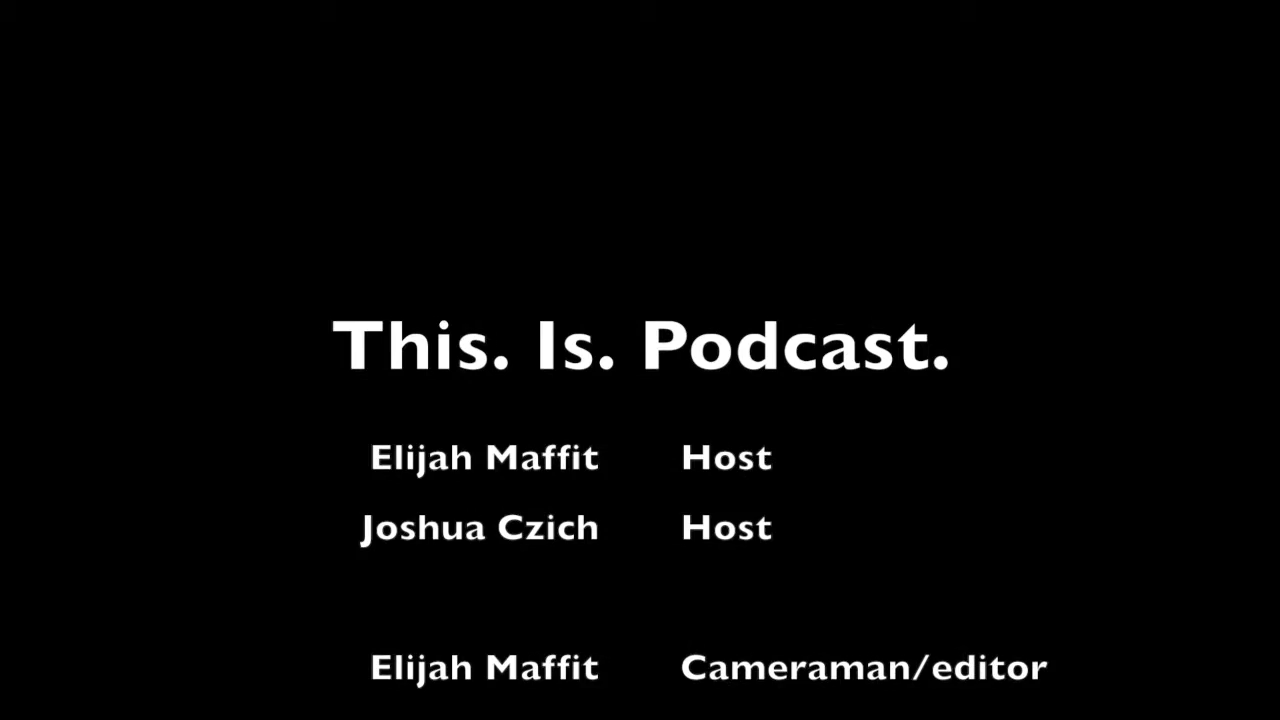 This. Is. Podcast.
Elijah Maffit Host
Joshua Czich Host
Elijah Maffit Cameraman/editor